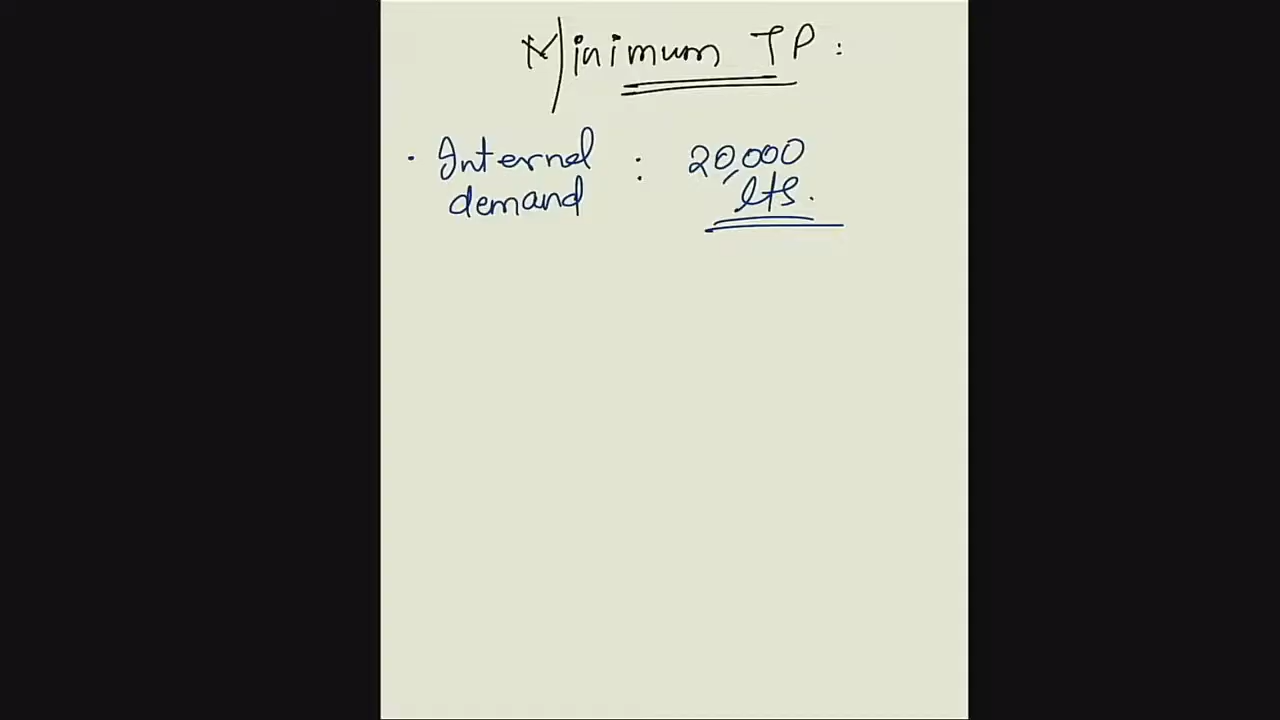 Minimum TP :
· Internal : 20,000
demand lts.